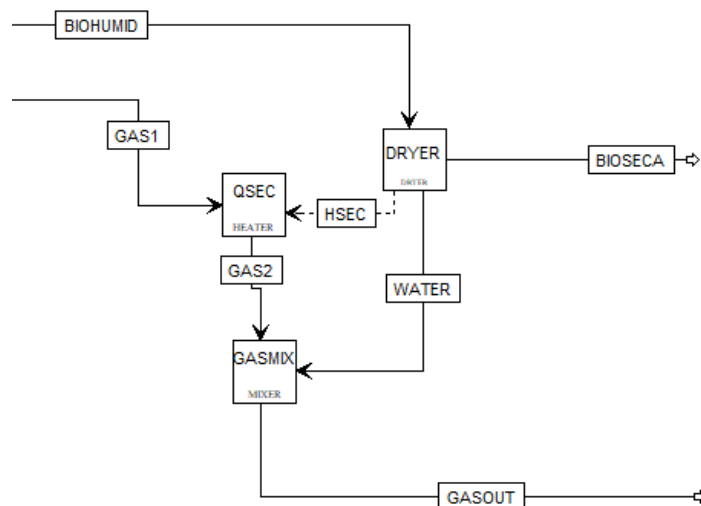 BIOHUMID
GAS1
DRYER
DRYER
BIOSECA
QSEC
HEATER
HSEC
GAS2
WATER
GASMIX
MIXER
GASOUT